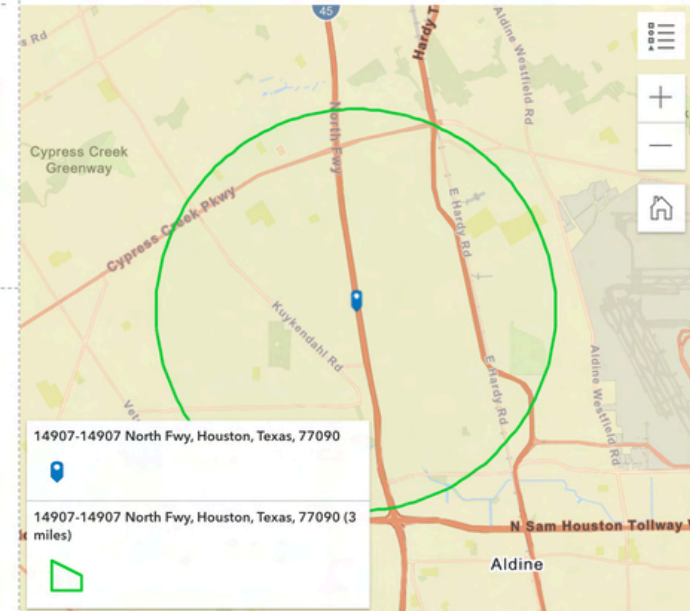 45
Hardy T
Aldine Westfield Rd
s Rd
North Fwy
Cypress Creek
Greenway
Cypress Creek Pkwy
E Hardy Rd
Kuykendahl Rd
E Hardy Rd
Aldine Westfield Rd
Vet
14907-14907 North Fwy, Houston, Texas, 77090
14907-14907 North Fwy, Houston, Texas, 77090 (3
miles)
N Sam Houston Tollway
Aldine